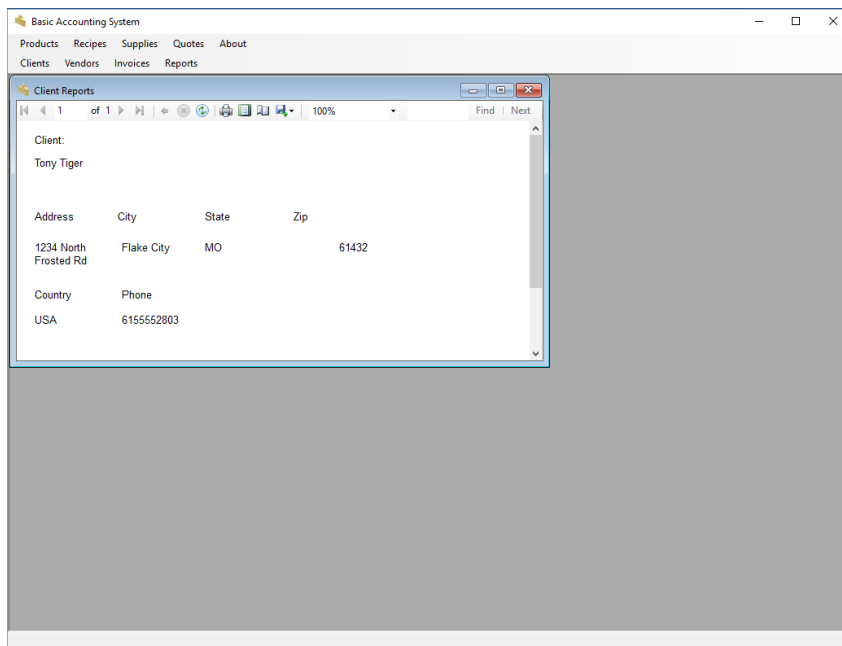 Basic Accounting System
Products Recipes Supplies Quotes About
Clients Vendors Invoices Reports
Client Reports
1 of 1 100% Find | Next
Client:
Tony Tiger
Address City State Zip
1234 North Flake City MO 61432
Frosted Rd
Country Phone
USA 6155552803